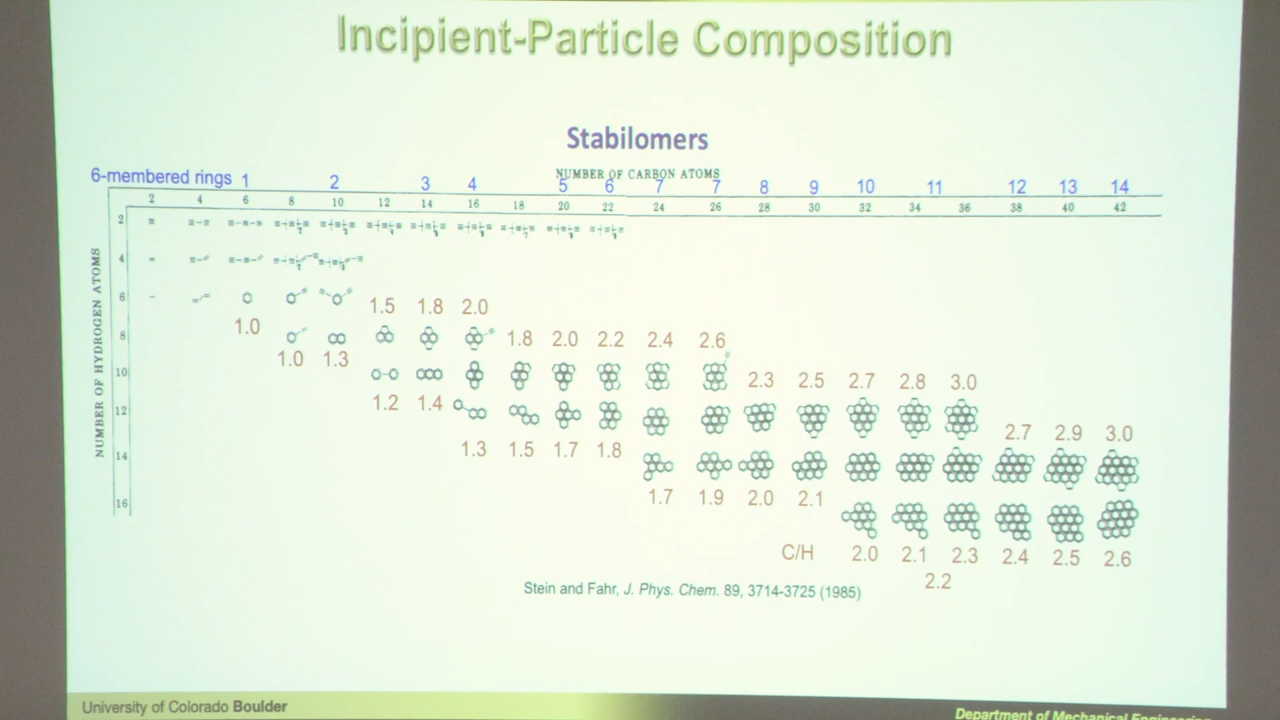 Incipient-Particle Composition
Stabilomers
NUMBER OF CARBON ATOMS
6-membered rings 1 2 3 4 5 6 7 7 8 9 10 11 12 13 14
2 4 6 8 10 12 14 16 18 20 22 24 26 28 30 32 34 36 38 40 42
NUMBER OF HYDROGEN ATOMS
2
4
6
1.5 1.8 2.0
1.0
8
1.8 2.0 2.2 2.4 2.6
1.0 1.3
10
2.3 2.5 2.7 2.8 3.0
1.2 1.4
12
2.7 2.9 3.0
1.3 1.5 1.7 1.8
14
1.7 1.9 2.0 2.1
16
C/H 2.0 2.1 2.3 2.4 2.5 2.6
2.2
Stein and Fahr, J. Phys. Chem. 89, 3714-3725 (1985)
University of Colorado Boulder
Department of Mechanical